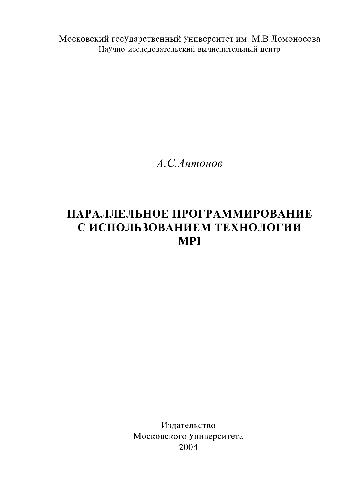 Московский государственный университет им. М.В.Ломоносова
Научно-исследовательский вычислительный центр
А.С.Антонов
ПАРАЛЛЕЛЬНОЕ ПРОГРАММИРОВАНИЕ
С ИСПОЛЬЗОВАНИЕМ ТЕХНОЛОГИИ
MPI
Издательство
Московского университета
2004